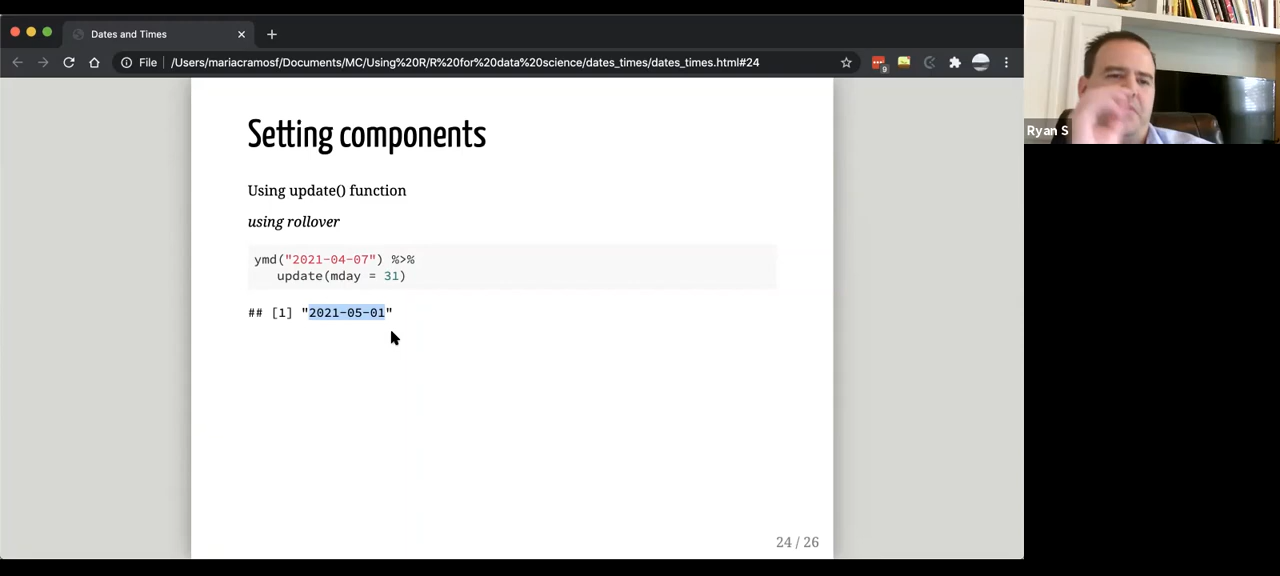 Dates and Times
File
/Users/mariacramosf/Documents/MC/Using%20R/R%20for%20data%20science/dates_times/dates_times.html#24
9
Ryan S
Setting components
Using update() function
using rollover
ymd("2021-04-07") %>%
update(mday = 31)
## [1] "2021-05-01"
24 / 26